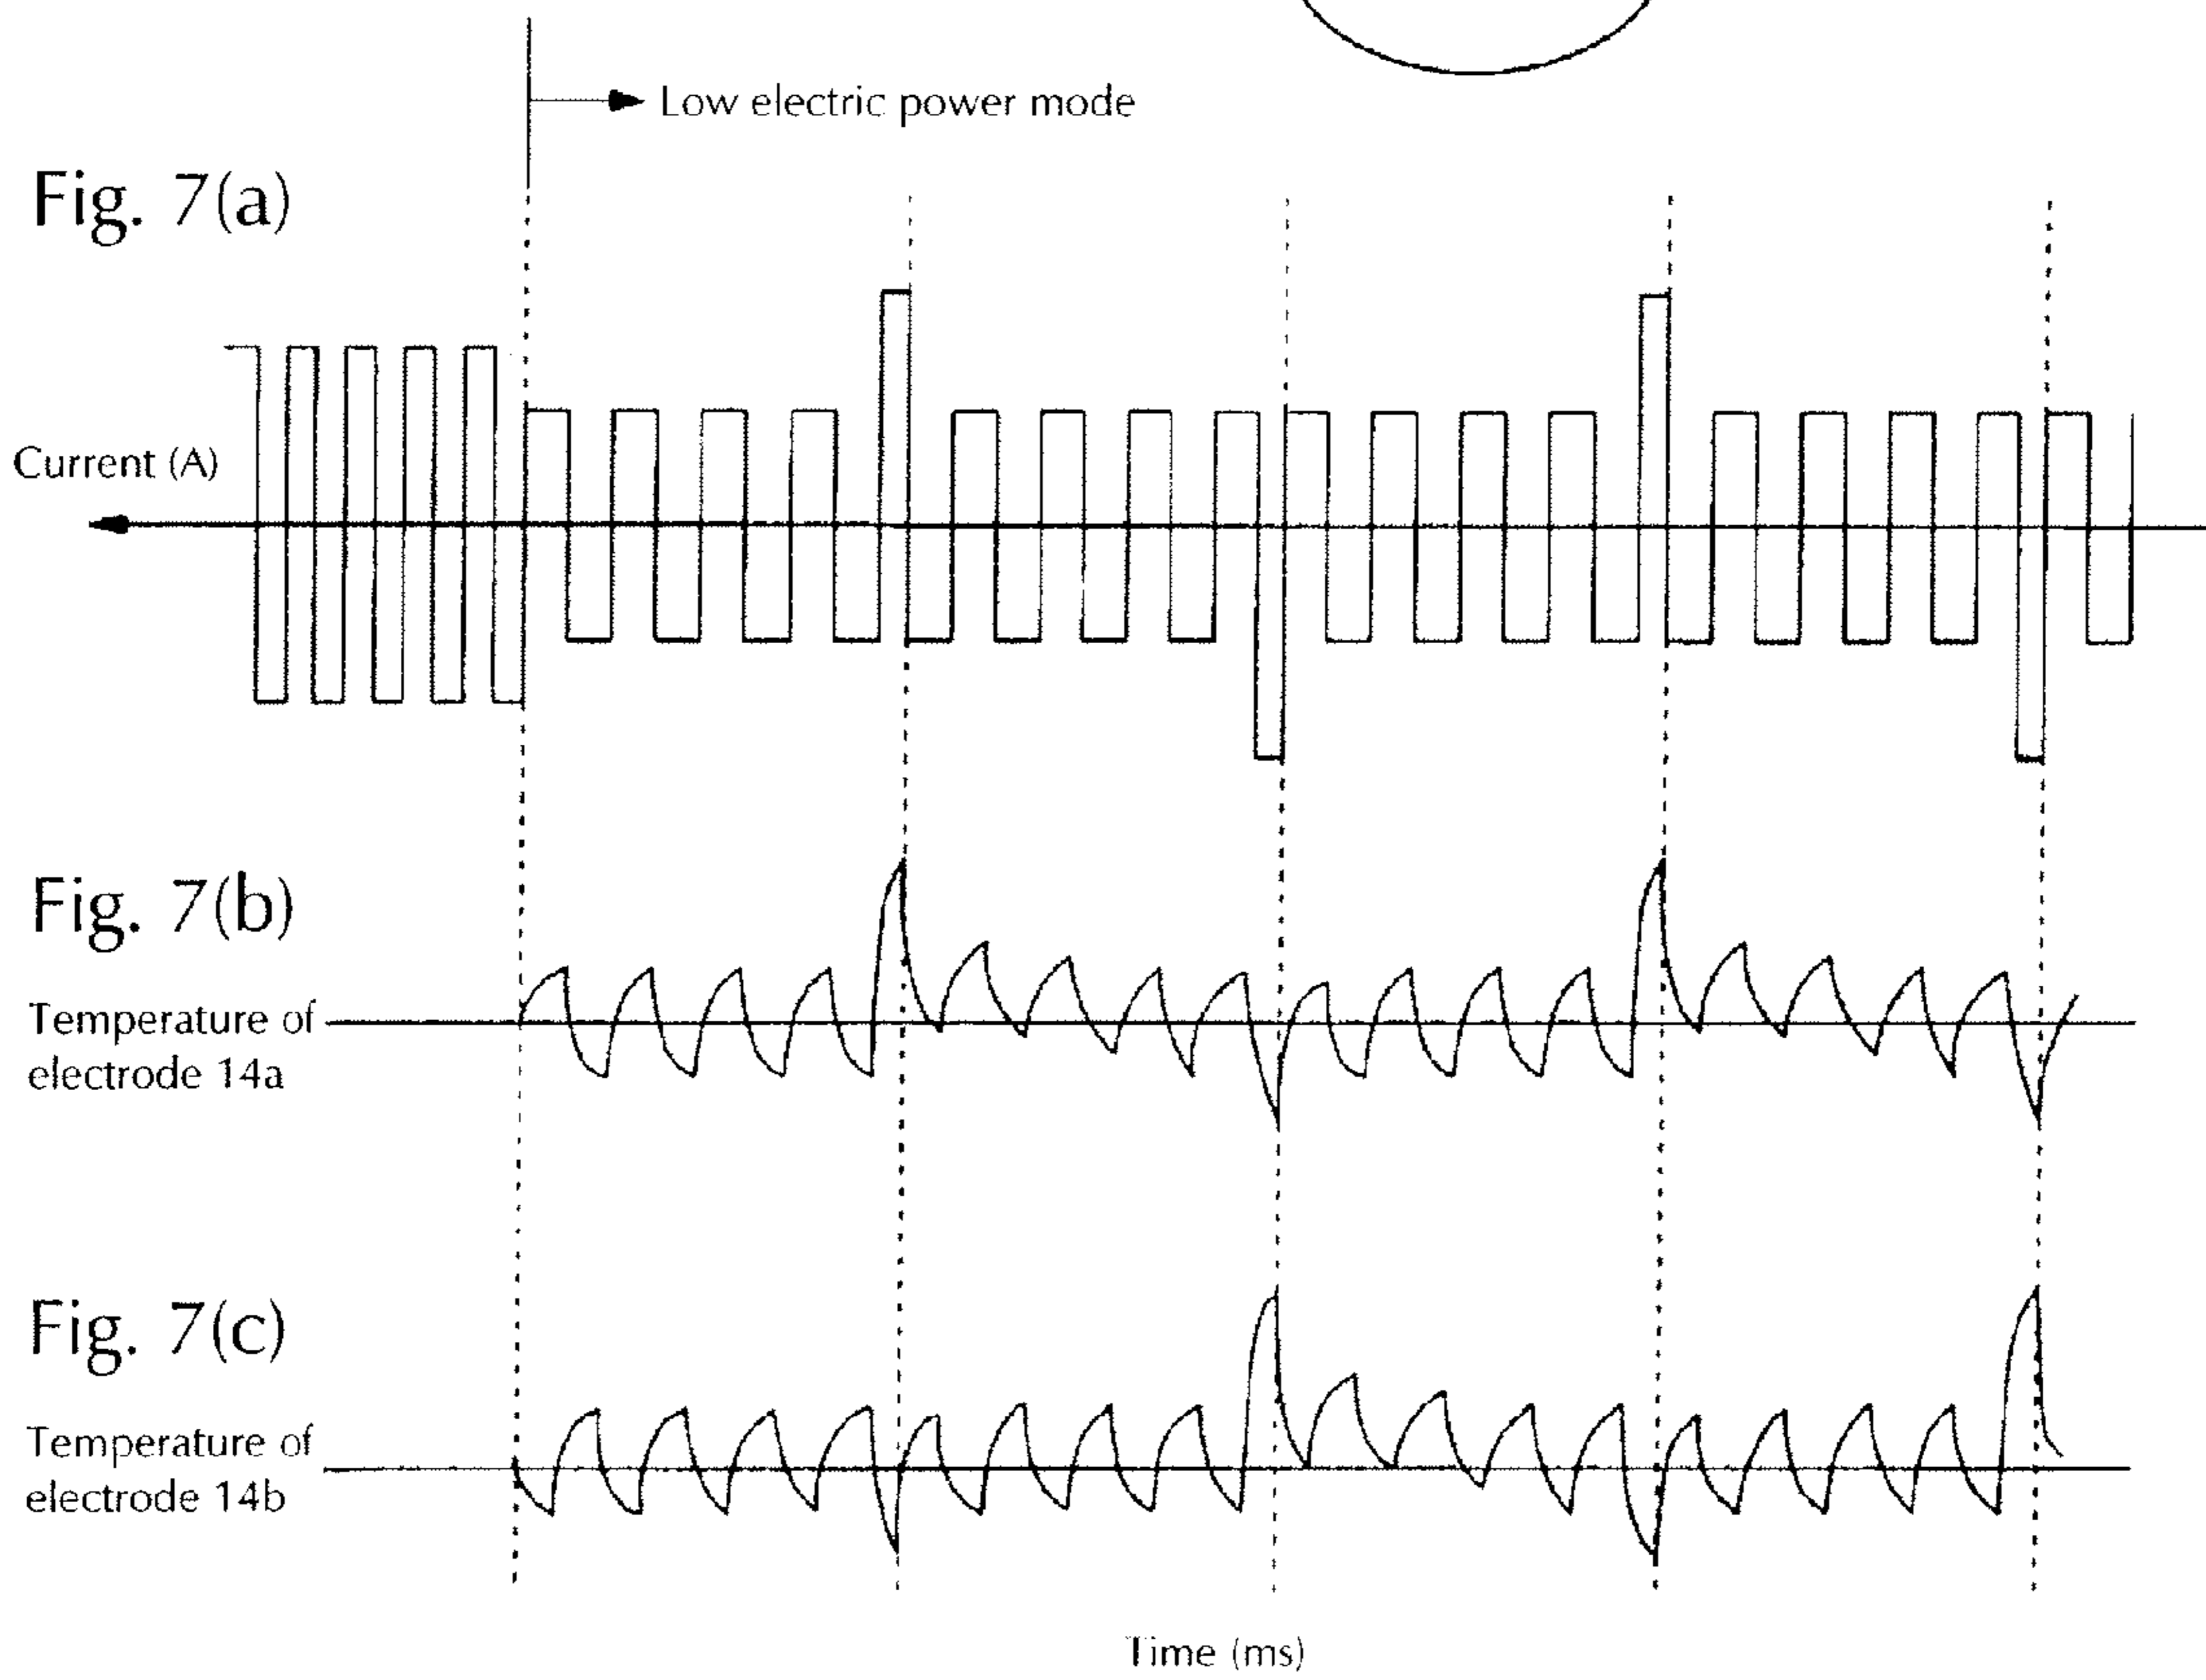 Low electric power mode
Fig. 7(a)
Current (A)
Fig. 7(b)
Temperature of
electrode 14a
Fig. 7(c)
Temperature of
electrode 14b
Time (ms)